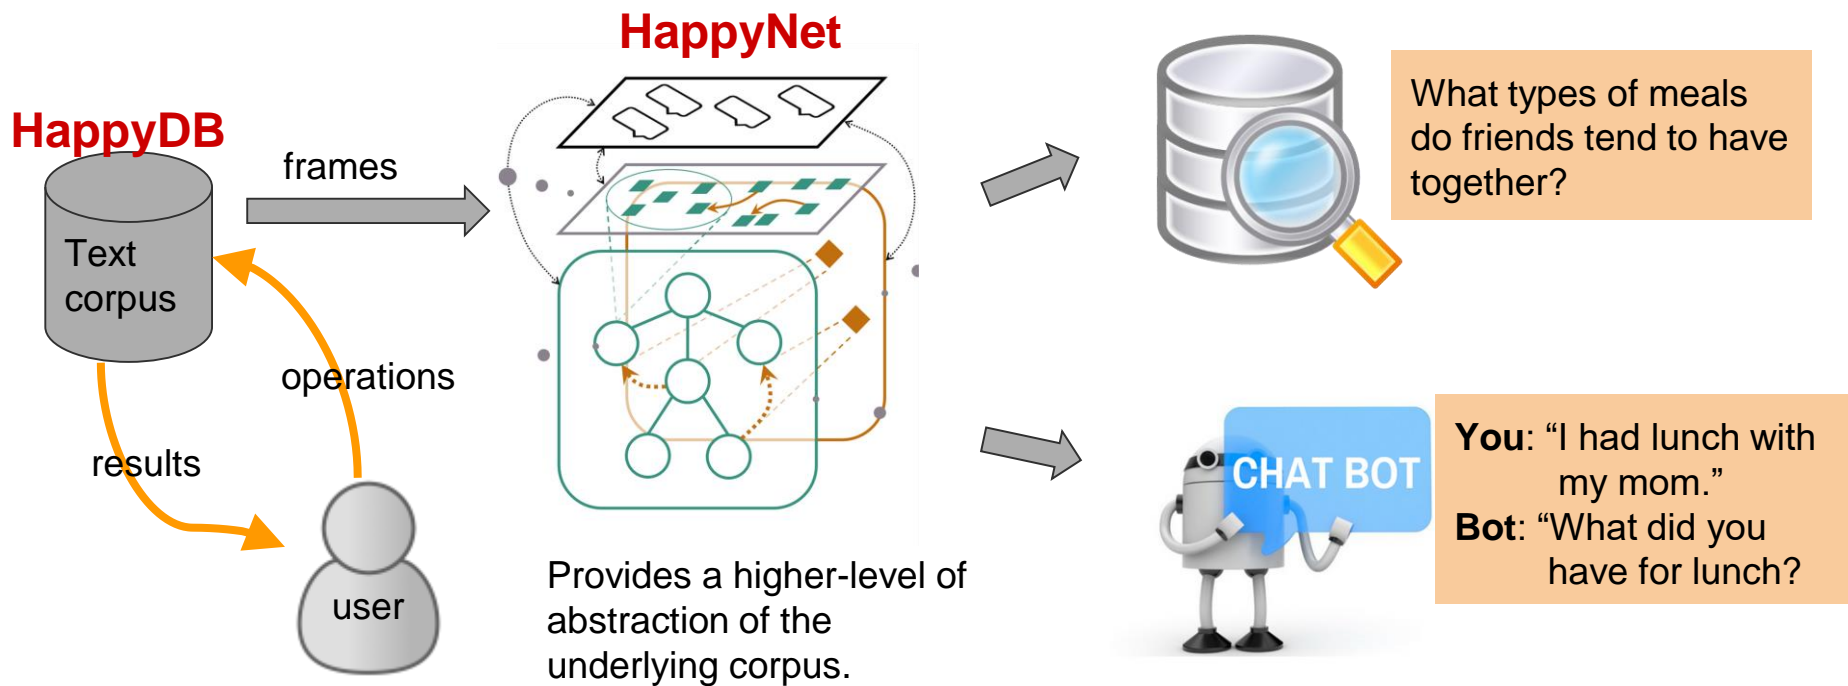 HappyNet
HappyDB
frames
Text
corpus
operations
results
user
Provides a higher-level of
abstraction of the
underlying corpus.
What types of meals
do friends tend to have
together?
CHAT BOT
You: “I had lunch with
my mom.”
Bot: “What did you
have for lunch?